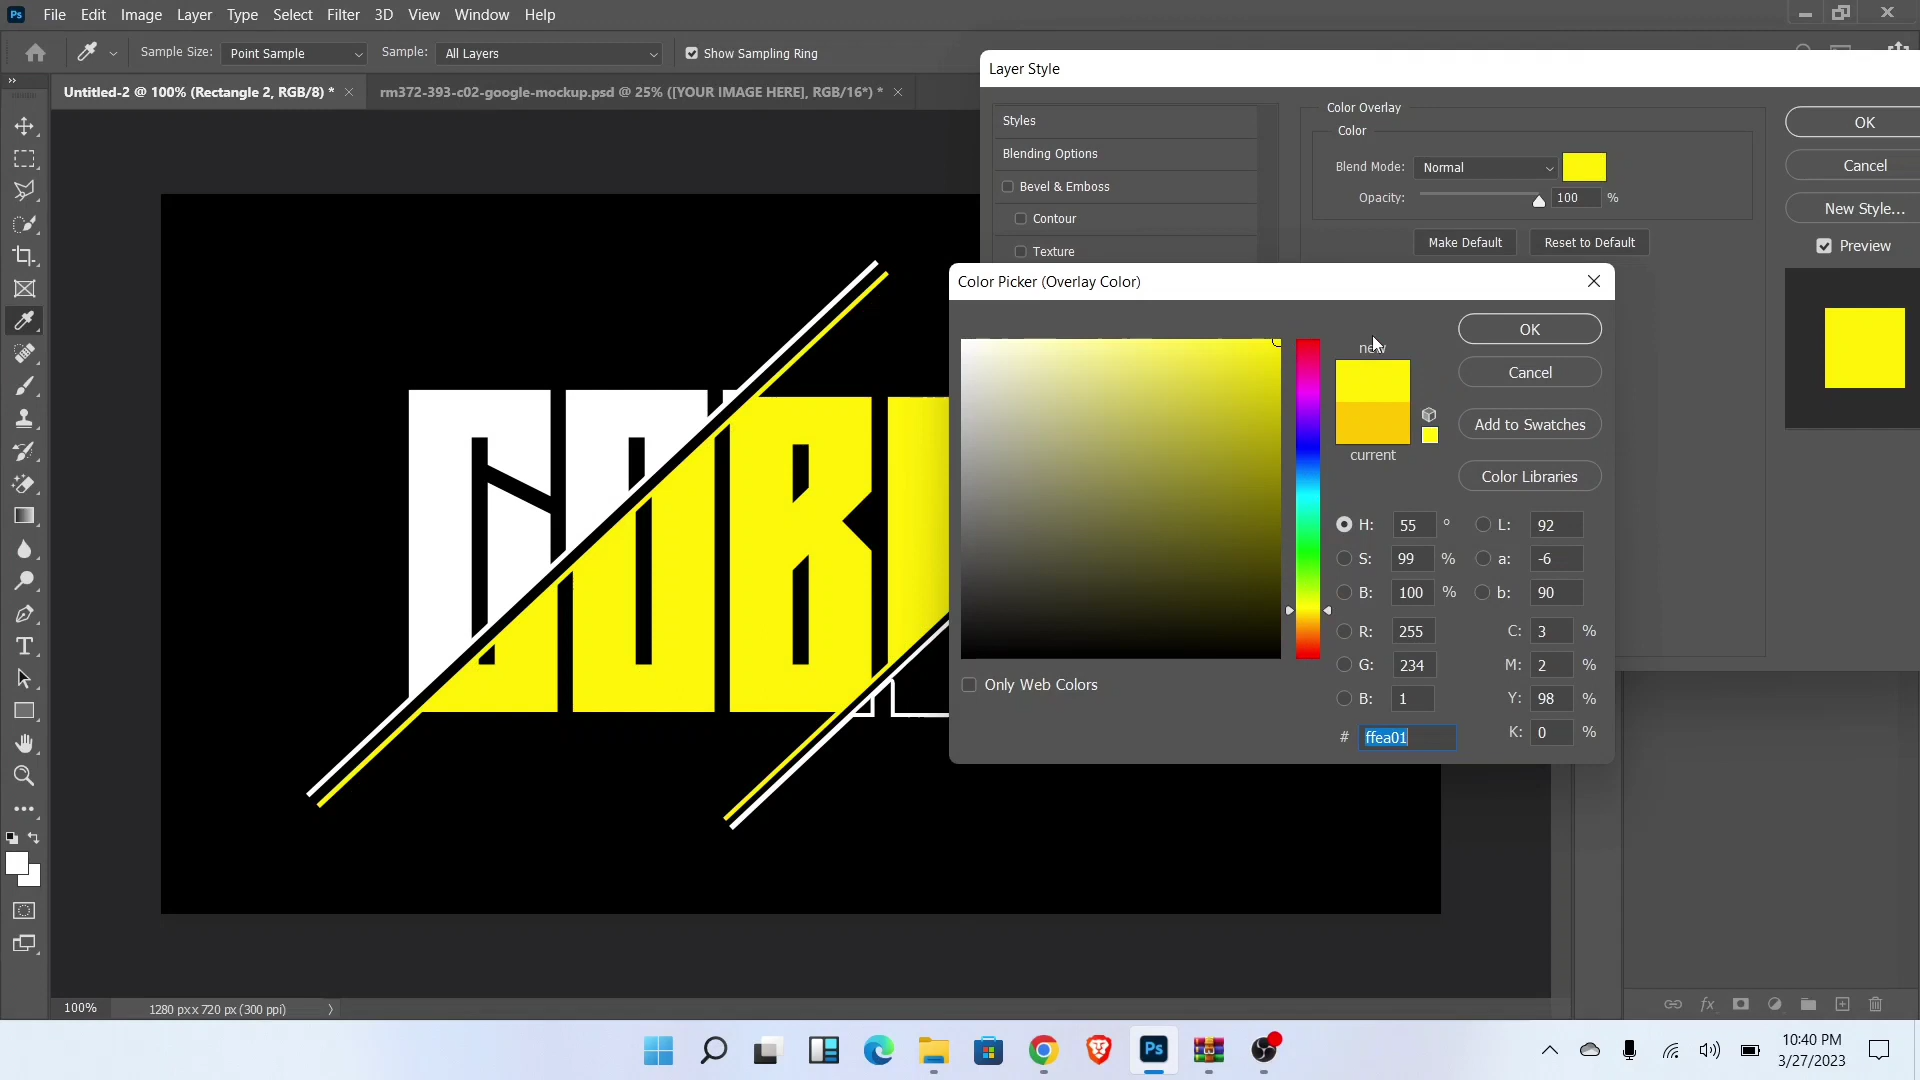 Ps File Edit Image Layer Type Select Filter 3D View Window Help
Sample Size: Point Sample Sample: All Layers Show Sampling Ring
Untitled-2 @ 100% (Rectangle 2, RGB/8) * rm372-393-c02-google-mockup.psd @ 25% ([YOUR IMAGE HERE], RGB/16*) *
Layer Style
Styles
Blending Options
Bevel & Emboss
Contour
Texture
Color Overlay
Color
Blend Mode: Normal
Opacity: 100 %
Make Default Reset to Default
OK
Cancel
New Style...
Preview
Color Picker (Overlay Color)
new
current
OK
Cancel
Add to Swatches
Color Libraries
H: 55 ° L: 92
S: 99 % a: -6
B: 100 % b: 90
R: 255 C: 3 %
G: 234 M: 2 %
B: 1 Y: 98 %
# ffea01 K: 0 %
Only Web Colors
100% 1280 px x 720 px (300 ppi)
fx
Ps
10:40 PM
3/27/2023